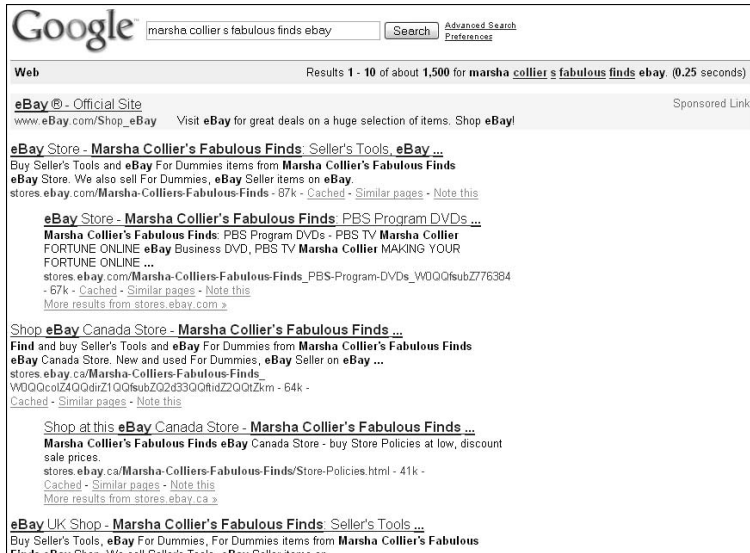 Google
marsha collier s fabulous finds ebay Search Advanced Search
Preferences
Web Results 1 - 10 of about 1,500 for marsha collier s fabulous finds ebay. (0.25 seconds)
eBay ® - Official Site Sponsored Link
www.eBay.com/Shop_eBay Visit eBay for great deals on a huge selection of items. Shop eBay!
eBay Store - Marsha Collier's Fabulous Finds: Seller's Tools, eBay ...
Buy Seller's Tools and eBay For Dummies items from Marsha Collier's Fabulous Finds
eBay Store. We also sell For Dummies, eBay Seller items on eBay.
stores.ebay.com/Marsha-Colliers-Fabulous-Finds - 87k - Cached - Similar pages - Note this
eBay Store - Marsha Collier's Fabulous Finds: PBS Program DVDs ...
Marsha Collier's Fabulous Finds: PBS Program DVDs - PBS TV Marsha Collier
FORTUNE ONLINE eBay Business DVD, PBS TV Marsha Collier MAKING YOUR
FORTUNE ONLINE ...
stores.ebay.com/Marsha-Colliers-Fabulous-Finds_PBS-Program-DVDs_W0QQfsubZ776384
- 67k - Cached - Similar pages - Note this
More results from stores.ebay.com »
Shop eBay Canada Store - Marsha Collier's Fabulous Finds ...
Find and buy Seller's Tools and eBay For Dummies from Marsha Collier's Fabulous Finds
eBay Canada Store. New and used For Dummies, eBay Seller on eBay ...
stores.ebay.ca/Marsha-Colliers-Fabulous-Finds_
W0QQcolZ4QQdirZ1QQfsubZQ2d33QQftidZ2QQtZkm - 64k -
Cached - Similar pages - Note this
Shop at this eBay Canada Store - Marsha Collier's Fabulous Finds ...
Marsha Collier's Fabulous Finds eBay Canada Store - buy Store Policies at low, discount
sale prices.
stores.ebay.ca/Marsha-Colliers-Fabulous-Finds/Store-Policies.html - 41k -
Cached - Similar pages - Note this
More results from stores.ebay.ca »
eBay UK Shop - Marsha Collier's Fabulous Finds: Seller's Tools ...
Buy Seller's Tools, eBay For Dummies, For Dummies items from Marsha Collier's Fabulous
Finds eBay Shop. We sell Seller's Tools, eBay Seller items on